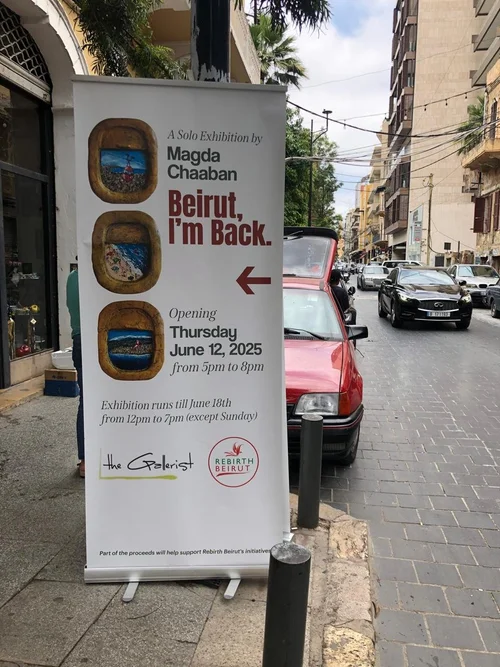 A Solo Exhibition by
Magda
Chaaban
Beirut,
I'm Back.
Opening
Thursday
June 12, 2025
from 5pm to 8pm
Exhibition runs till June 18th
from 12pm to 7pm (except Sunday)
the Gallerist
REBIRTH
BEIRUT
Part of the proceeds will help support Rebirth Beirut's initiatives